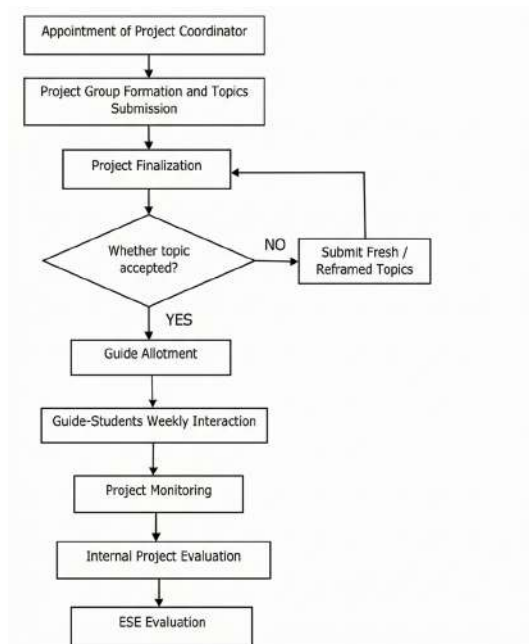 Appointment of Project Coordinator
Project Group Formation and Topics
Submission
Project Finalization
Whether topic
accepted?
NO
Submit Fresh /
Reframed Topics
YES
Guide Allotment
Guide-Students Weekly Interaction
Project Monitoring
Internal Project Evaluation
ESE Evaluation